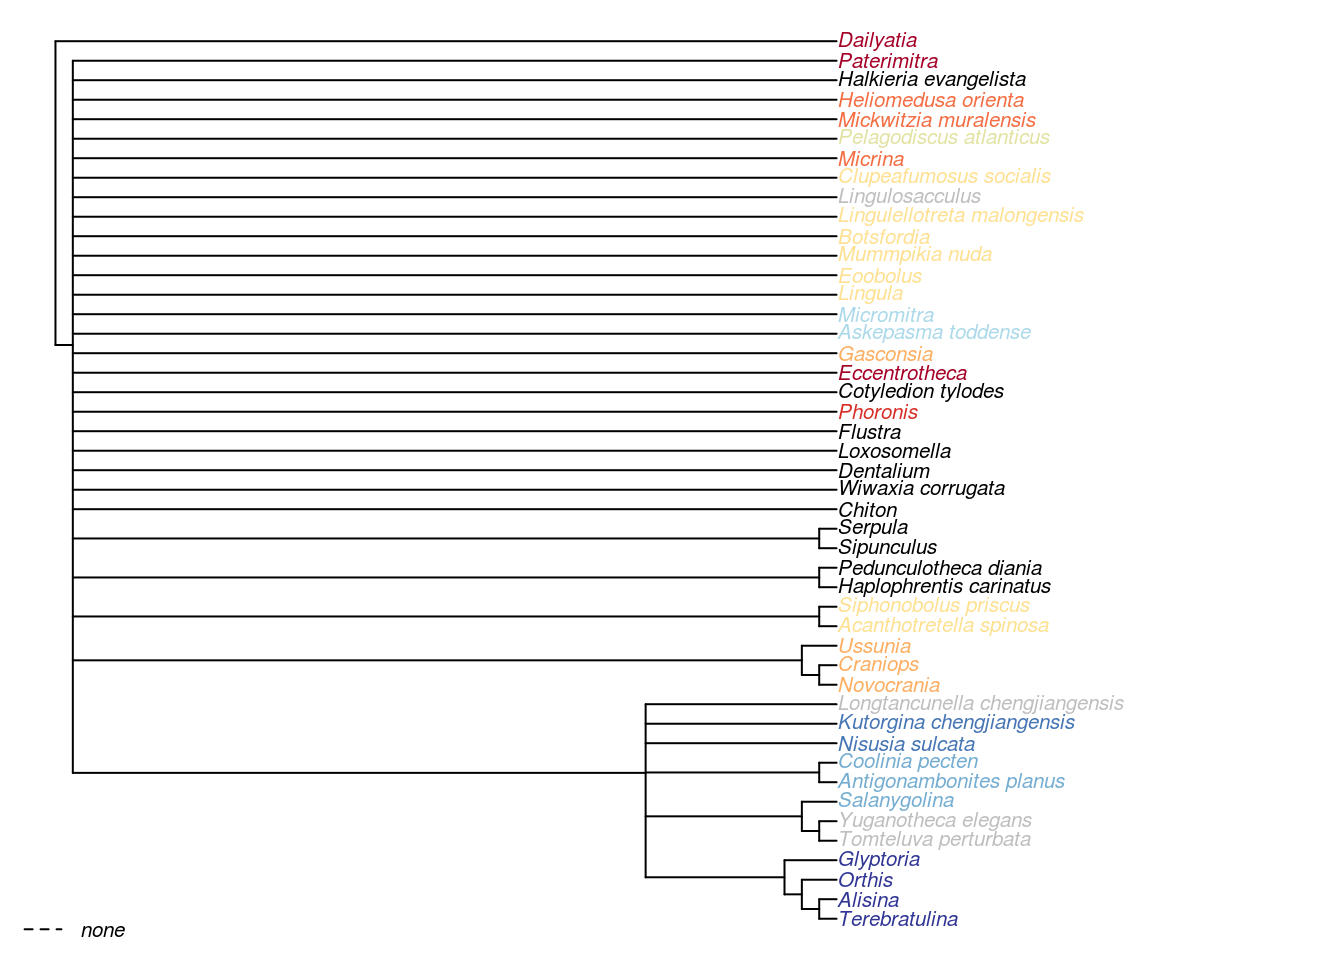 Dailyatia
Paterimitra
Halkieria evangelista
Heliomedusa orienta
Mickwitzia muralensis
Pelagodiscus atlanticus
Micrina
Clupeafumosus socialis
Lingulosacculus
Lingulellotreta malongensis
Botsfordia
Mummpikia nuda
Eoobolus
Lingula
Micromitra
Askepasma toddense
Gasconsia
Eccentrotheca
Cotyledion tylodes
Phoronis
Flustra
Loxosomella
Dentalium
Wiwaxia corrugata
Chiton
Serpula
Sipunculus
Pedunculotheca diania
Haplophrentis carinatus
Siphonobolus priscus
Acanthotretella spinosa
Ussunia
Craniops
Novocrania
Longtancunella chengjiangensis
Kutorgina chengjiangensis
Nisusia sulcata
Coolinia pecten
Antigonambonites planus
Salanygolina
Yuganotheca elegans
Tomteluva perturbata
Glyptoria
Orthis
Alisina
Terebratulina
none